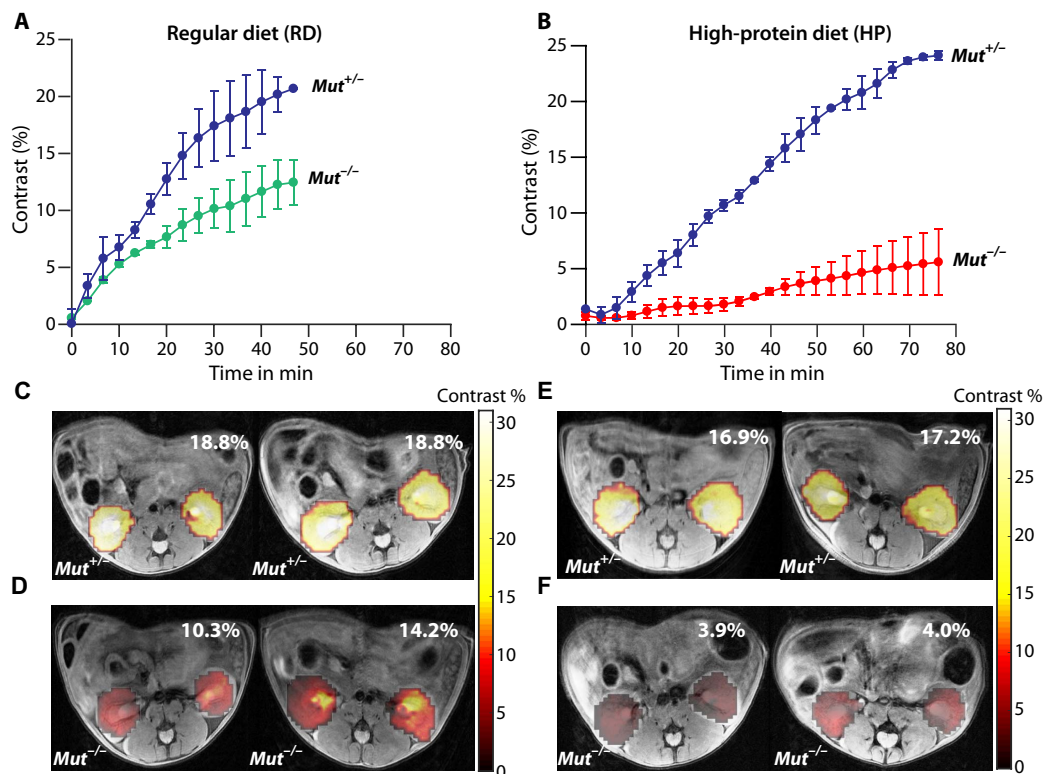 A
Regular diet (RD)
25
20
15
10
5
0
Contrast (%)
Mut+/–
Mut–/–
0 10 20 30 40 50 60 70 80
Time in min
B
High-protein diet (HP)
25
20
15
10
5
0
Contrast (%)
Mut+/–
Mut–/–
0 10 20 30 40 50 60 70 80
Time in min
C
Contrast %
18.8%
18.8%
Mut+/–
Mut+/–
D
10.3%
14.2%
Mut–/–
Mut–/–
30
25
20
15
10
5
0
E
Contrast %
16.9%
17.2%
Mut+/–
Mut+/–
F
3.9%
4.0%
Mut–/–
Mut–/–
30
25
20
15
10
5
0